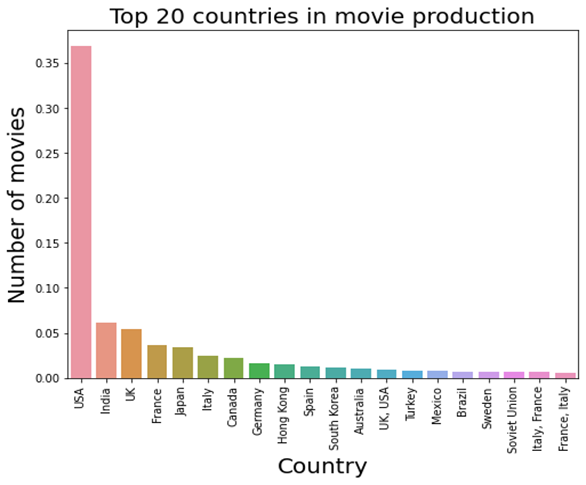 Top 20 countries in movie production
Number of movies
0.35
0.30
0.25
0.20
0.15
0.10
0.05
0.00
USA
India
UK
France
Japan
Italy
Canada
Germany
Hong Kong
Spain
South Korea
Australia
UK, USA
Turkey
Mexico
Brazil
Sweden
Soviet Union
Italy, France
France, Italy
Country